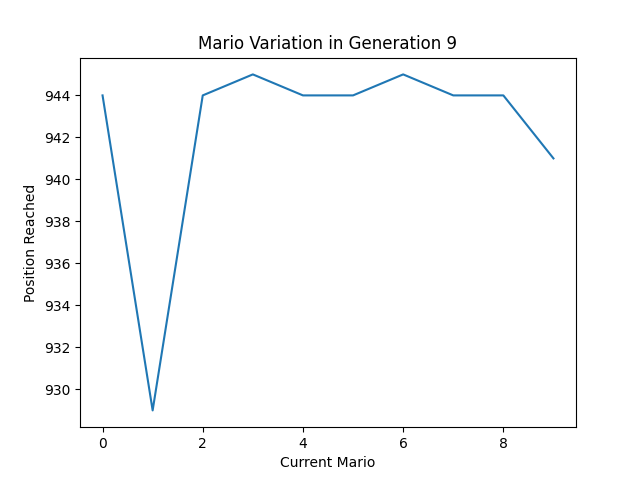 Mario Variation in Generation 9
944
942
940
938
936
934
932
930
Position Reached
0 2 4 6 8
Current Mario